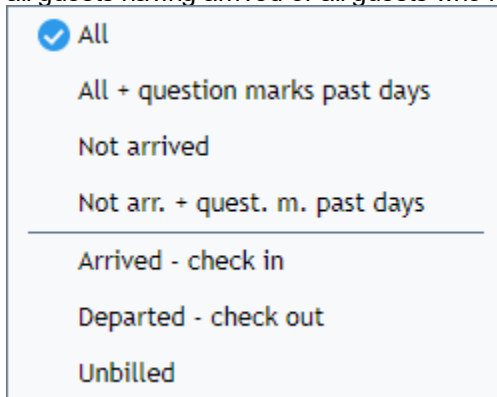 All
All + question marks past days
Not arrived
Not arr. + quest. m. past days
Arrived - check in
Departed - check out
Unbilled